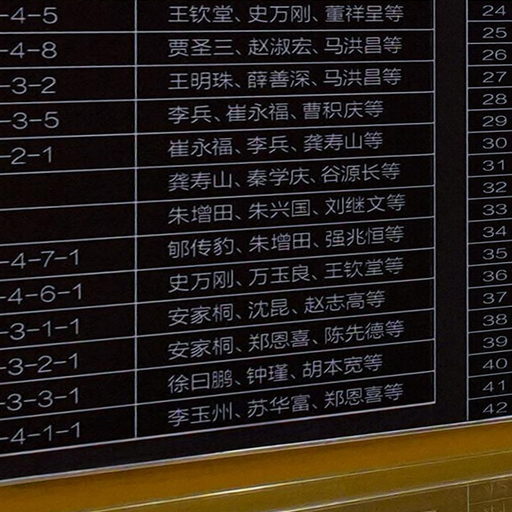 -4-5 王钦堂、史万刚、董祥呈等
-4-8 贾圣三、赵淑宏、马洪昌等
-3-2 王明珠、薛善深、马洪昌等
-3-5 李兵、崔永福、曹积庆等
-2-1 崔永福、李兵、龚寿山等
龚寿山、秦学庆、谷源长等
朱增田、朱兴国、刘继文等
-4-7-1 郇传豹、朱增田、强兆恒等
-4-6-1 史万刚、万玉良、王钦堂等
-3-1-1 安家桐、沈昆、赵志高等
-3-2-1 安家桐、郑恩喜、陈先德等
-3-3-1 徐曰鹏、钟瑾、胡本宽等
-4-1-1 李玉州、苏华富、郑恩喜等
24
25
26
27
28
29
30
31
32
33
34
35
36
37
38
39
40
41
42